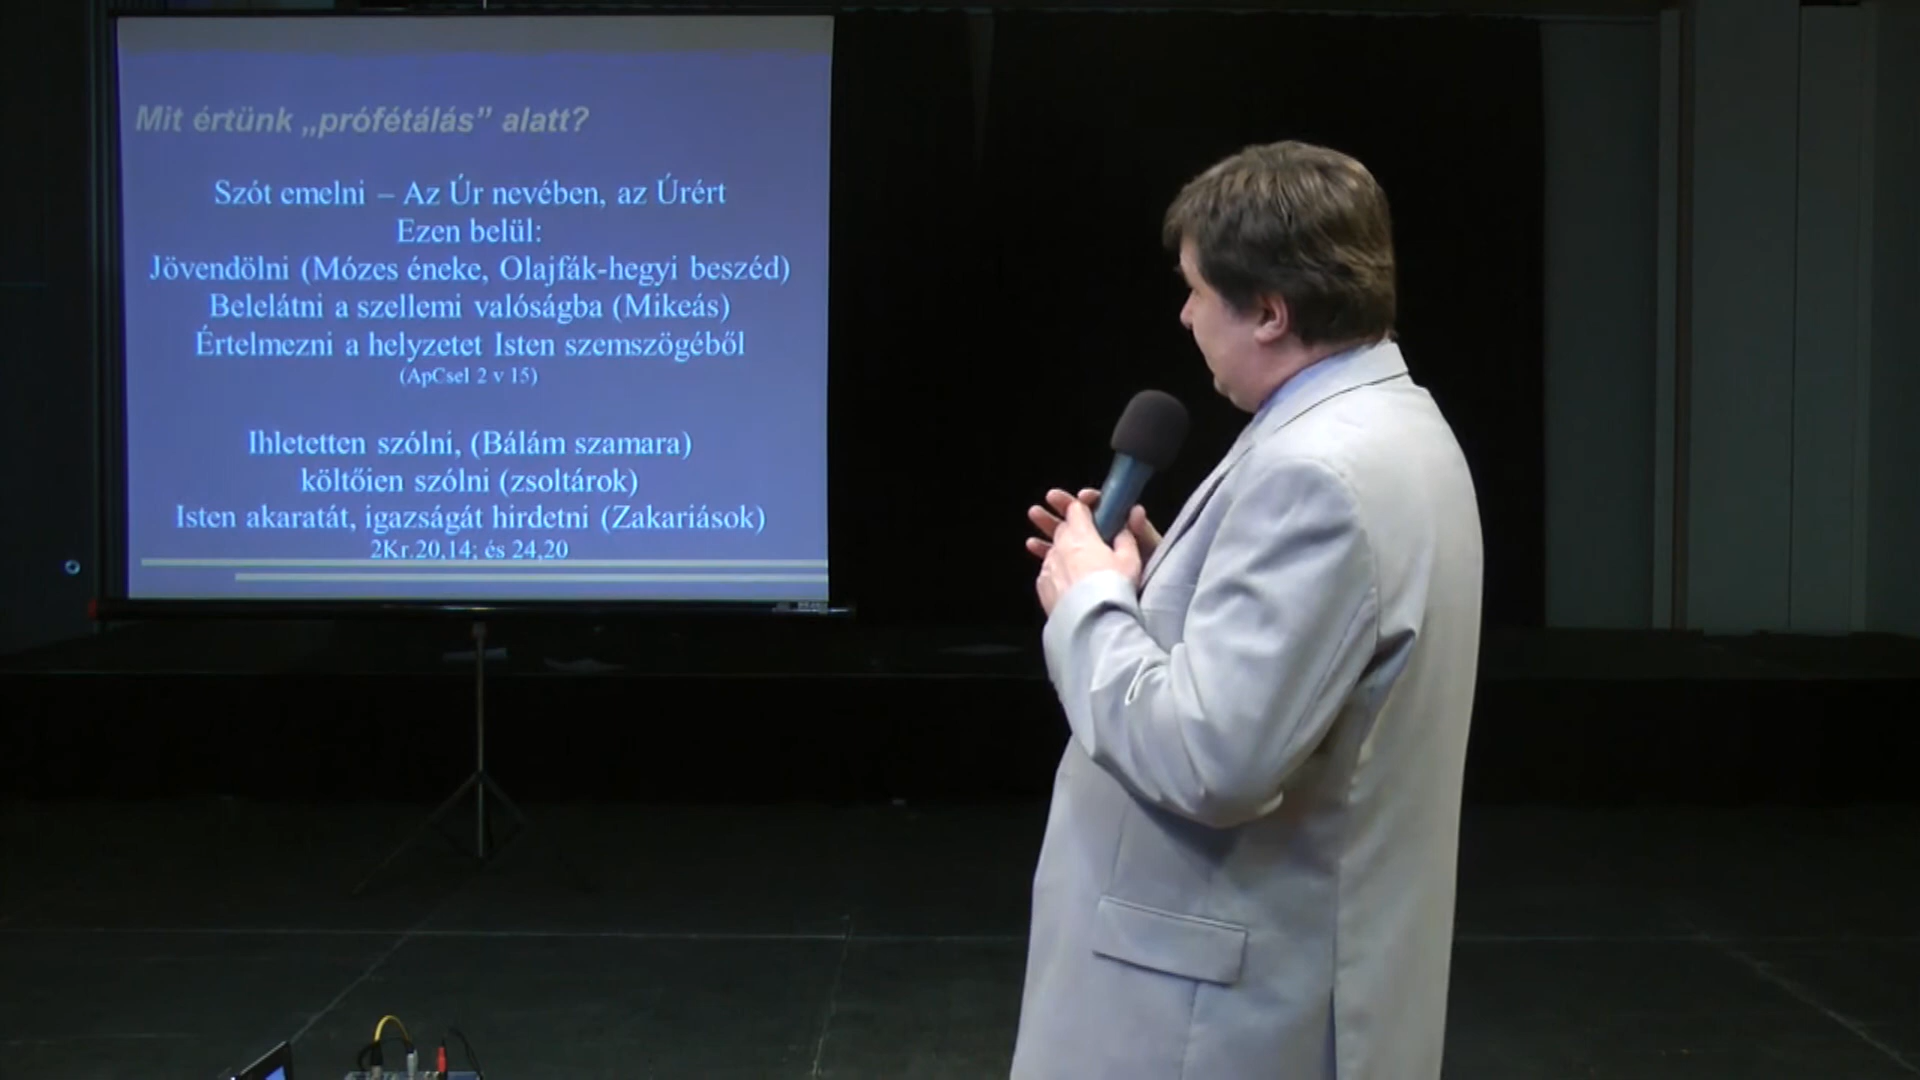 Mit értünk „prófétálás” alatt?
Szót emelni – Az Úr nevében, az Úrért
Ezen belül:
Jövendölni (Mózes éneke, Olajfák-hegyi beszéd)
Belelátni a szellemi valóságba (Mikeás)
Értelmezni a helyzetet Isten szemszögéből
(ApCsel 2 v 15)
Ihletetten szólni, (Bálám szamara)
költőien szólni (zsoltárok)
Isten akaratát, igazságát hirdetni (Zakariások)
2Kr.20,14; és 24,20